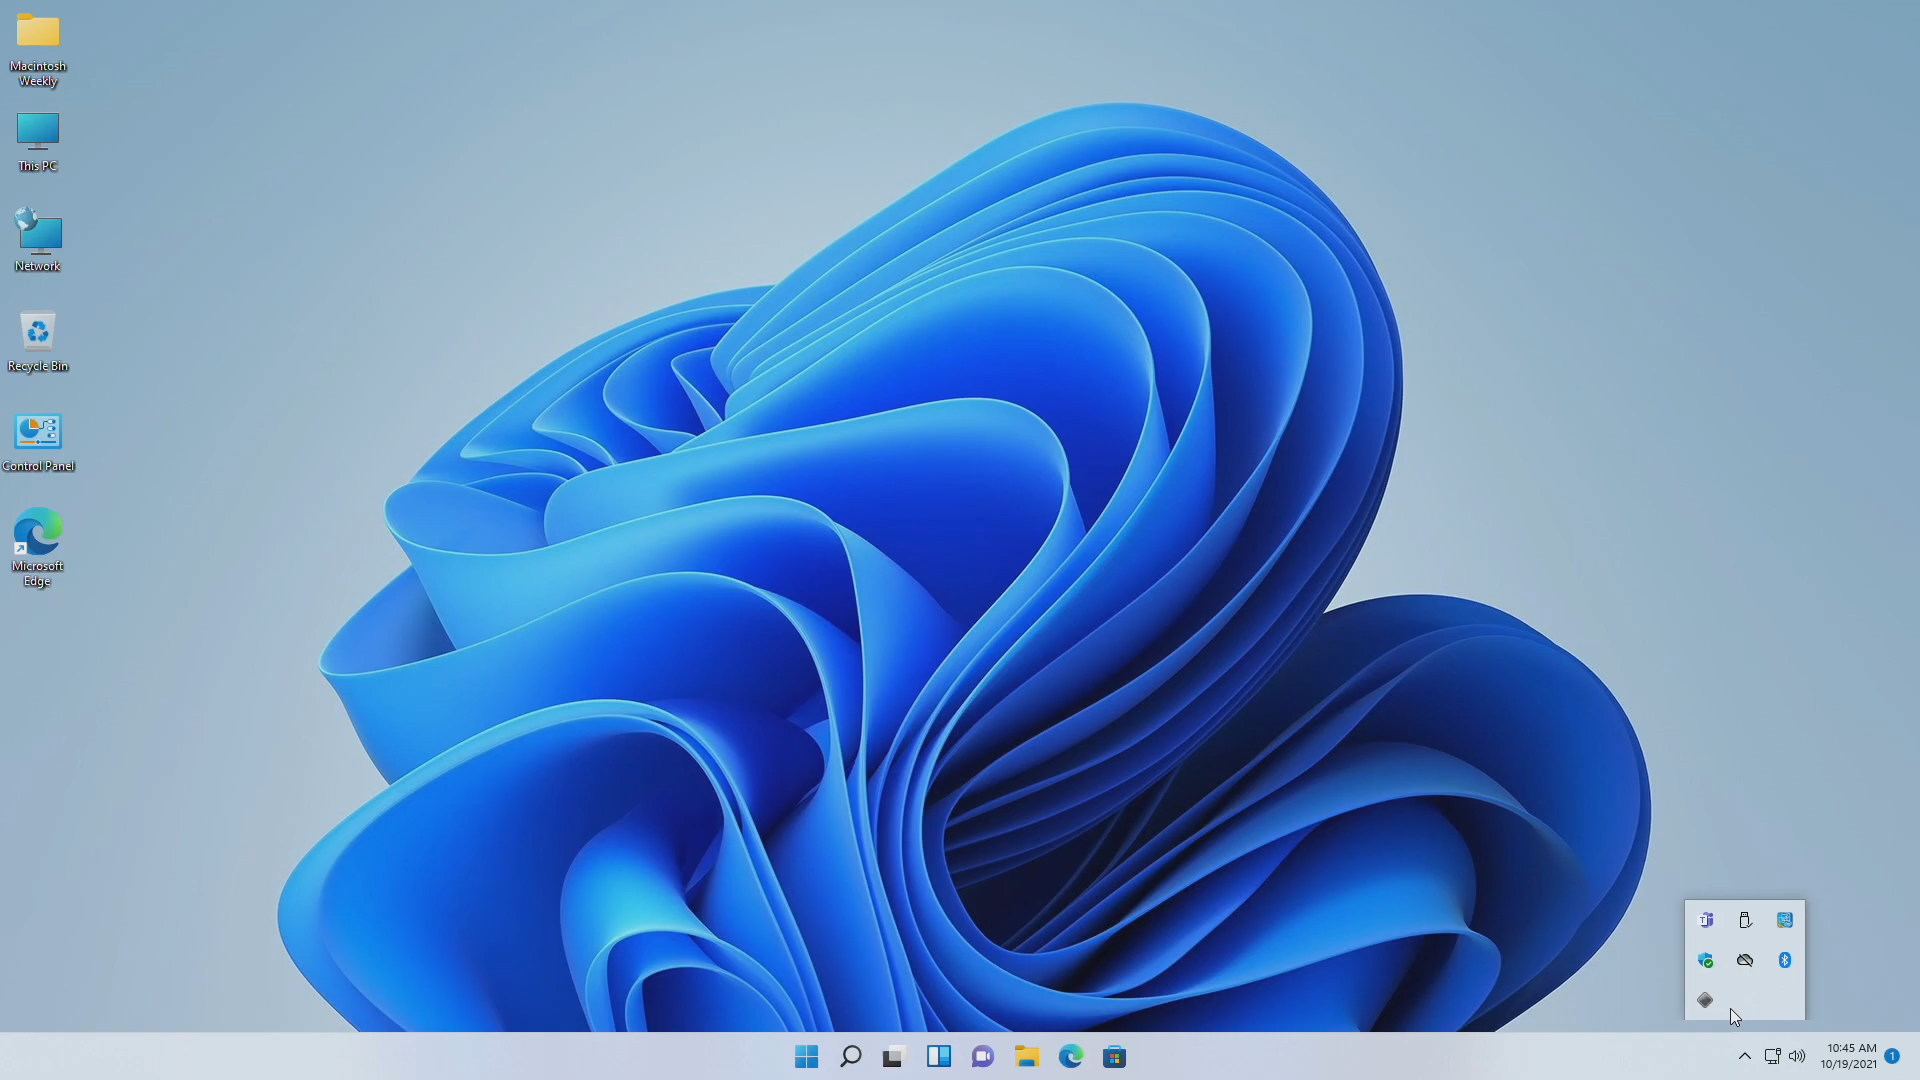 Macintosh
Weekly
This PC
Network
Recycle Bin
Control Panel
Microsoft
Edge
10:45 AM
10/19/2021
1